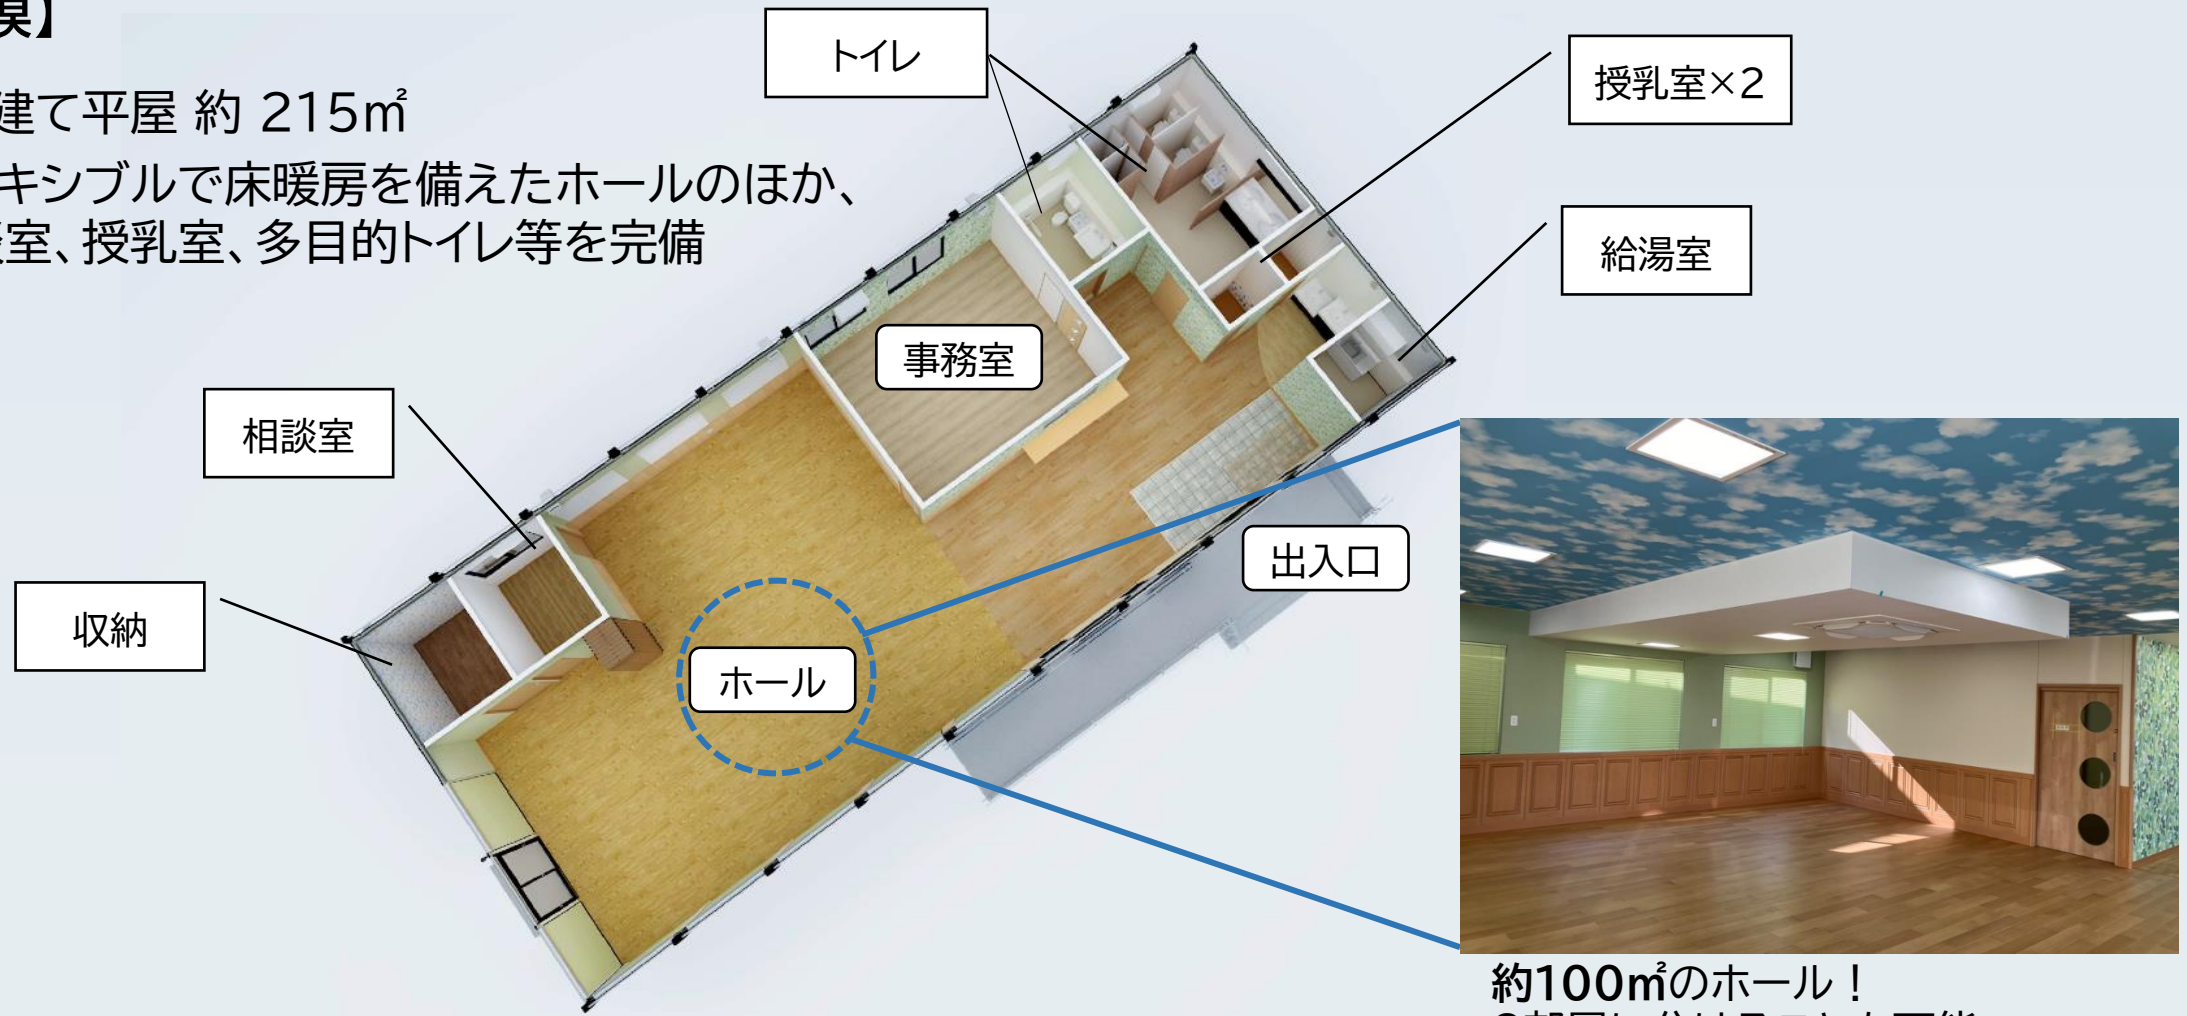 】
建て平屋 約 215㎡
キシブルで床暖房を備えたホールのほか、
室、授乳室、多目的トイレ等を完備
トイレ
授乳室×2
給湯室
事務室
相談室
収納
出入口
ホール
約100㎡のホール！